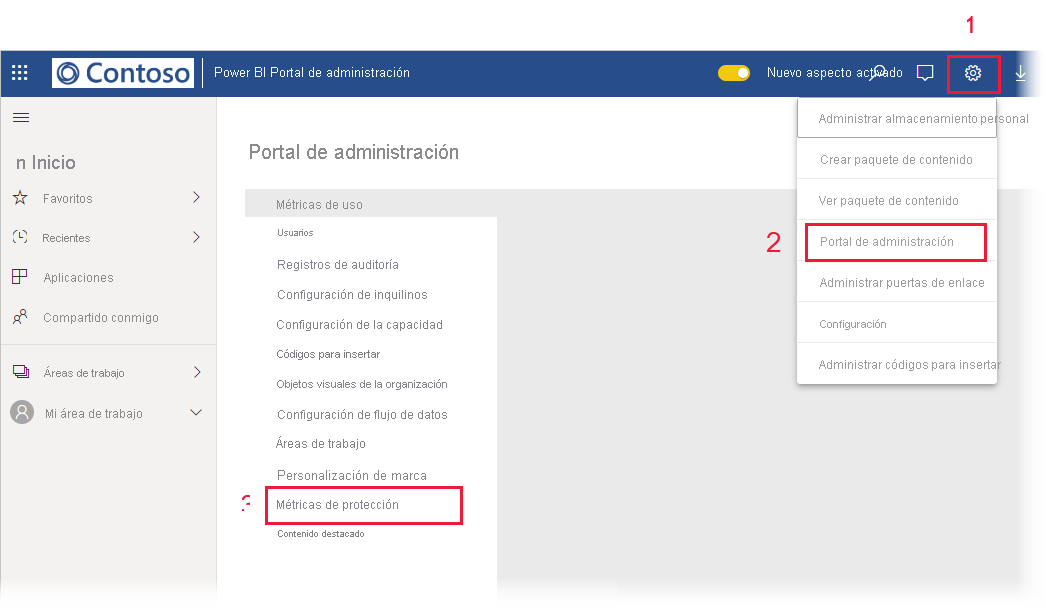 1
Contoso
Power BI Portal de administración
Nuevo aspecto activado
n Inicio
Favoritos
Recientes
Aplicaciones
Compartido conmigo
Áreas de trabajo
Mi área de trabajo
Portal de administración
Métricas de uso
Usuarios
Registros de auditoría
Configuración de inquilinos
Configuración de la capacidad
Códigos para insertar
Objetos visuales de la organización
Configuración de flujo de datos
Áreas de trabajo
Personalización de marca
3
Métricas de protección
Contenido destacado
Administrar almacenamiento personal
Crear paquete de contenido
Ver paquete de contenido
2
Portal de administración
Administrar puertas de enlace
Configuración
Administrar códigos para insertar